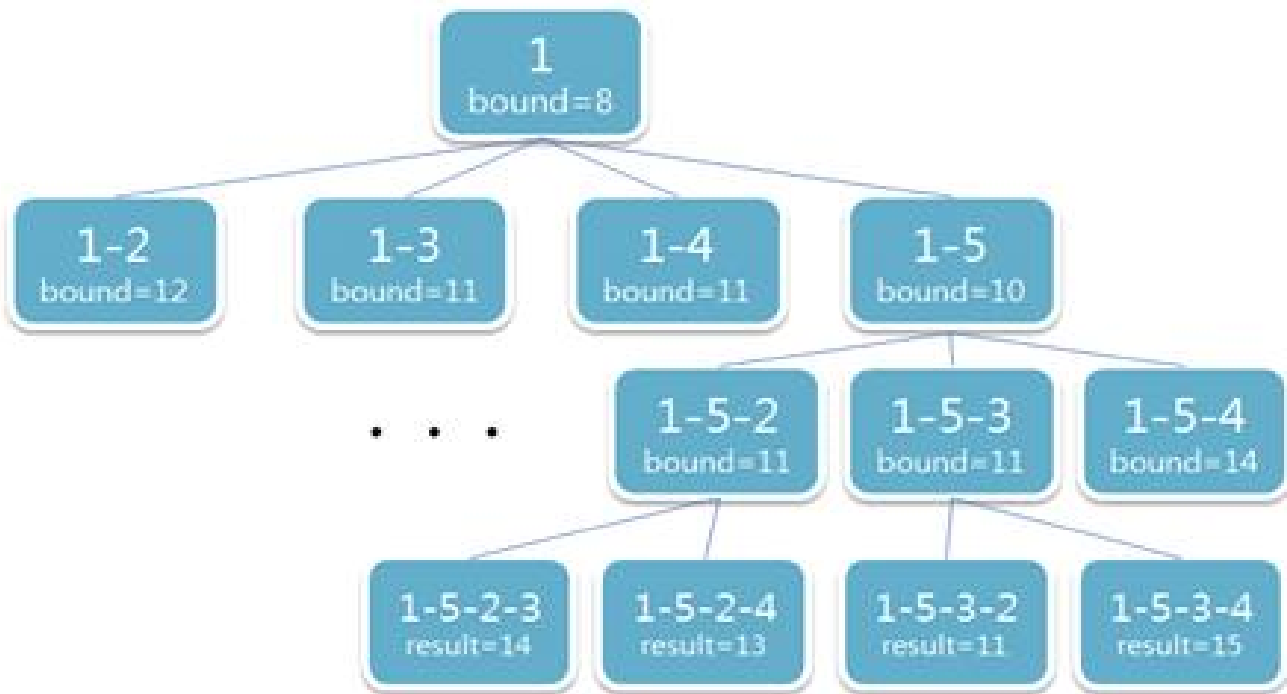 1
bound=8
1-2
bound=12
1-3
bound=11
1-4
bound=11
1-5
bound=10
1-5-2
bound=11
1-5-3
bound=11
1-5-4
bound=14
. . .
1-5-2-3
result=14
1-5-2-4
result=13
1-5-3-2
result=11
1-5-3-4
result=15